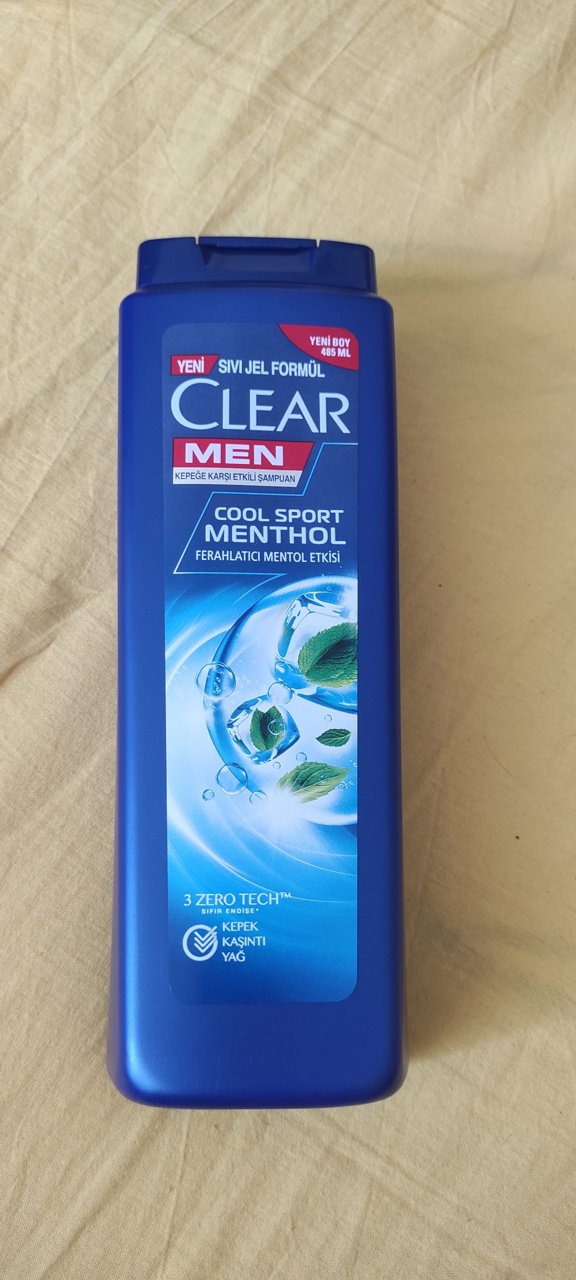 YENİ BOY
485 ML
YENİ SIVI JEL FORMÜL
CLEAR
MEN
KEPEĞE KARŞI ETKİLİ ŞAMPUAN
COOL SPORT
MENTHOL
FERAHLATICI MENTOL ETKİSİ
3 ZERO TECH™
SIFIR ENDİŞE*
KEPEK
KAŞINTI
YAĞ